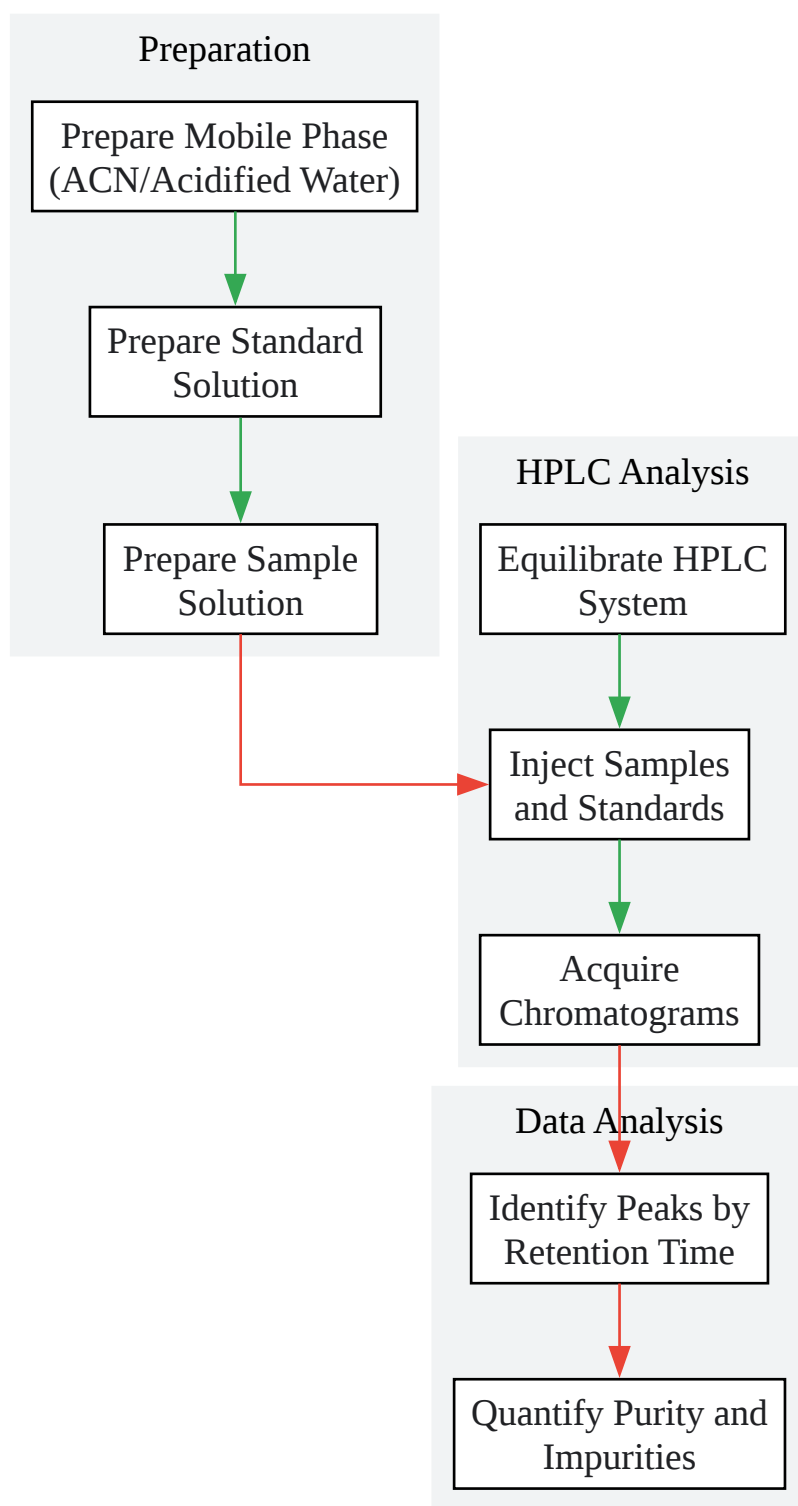 Preparation
Prepare Mobile Phase
(ACN/Acidified Water)
Prepare Standard
Solution
Prepare Sample
Solution
HPLC Analysis
Equilibrate HPLC
System
Inject Samples
and Standards
Acquire
Chromatograms
Data Analysis
Identify Peaks by
Retention Time
Quantify Purity and
Impurities